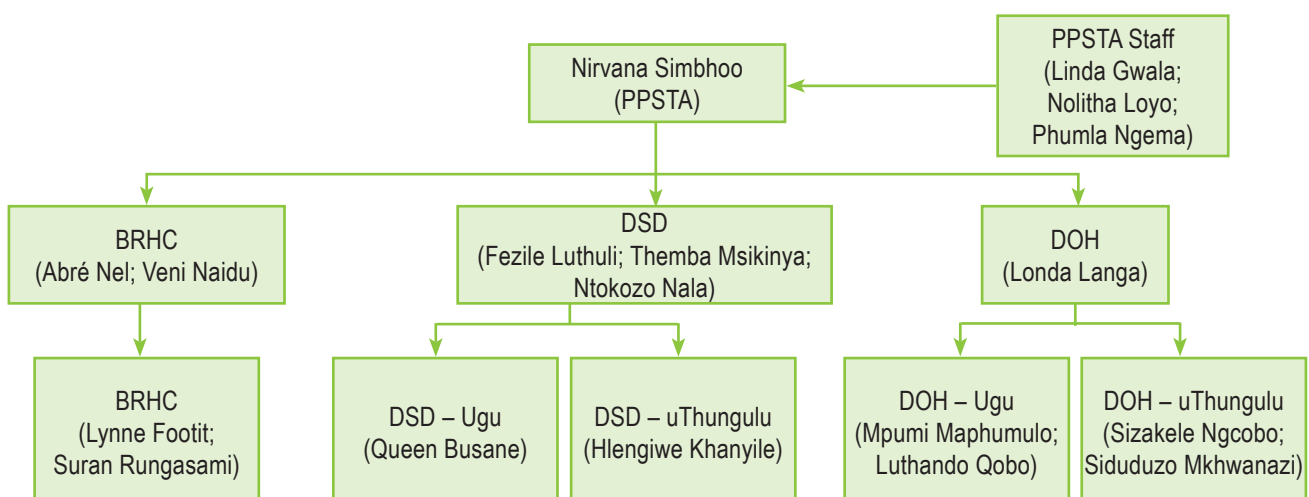 Nirvana Simbhoo
(PPSTA)
PPSTA Staff
(Linda Gwala;
Nolitha Loyo;
Phumla Ngema)
BRHC
(Abré Nel; Veni Naidu)
DSD
(Fezile Luthuli; Themba Msikinya;
Ntokozo Nala)
DOH
(Londa Langa)
BRHC
(Lynne Footit;
Suran Rungasami)
DSD – Ugu
(Queen Busane)
DSD – uThungulu
(Hlengiwe Khanyile)
DOH – Ugu
(Mpumi Maphumulo;
Luthando Qobo)
DOH – uThungulu
(Sizakele Ngcobo;
Siduduzo Mkhwanazi)